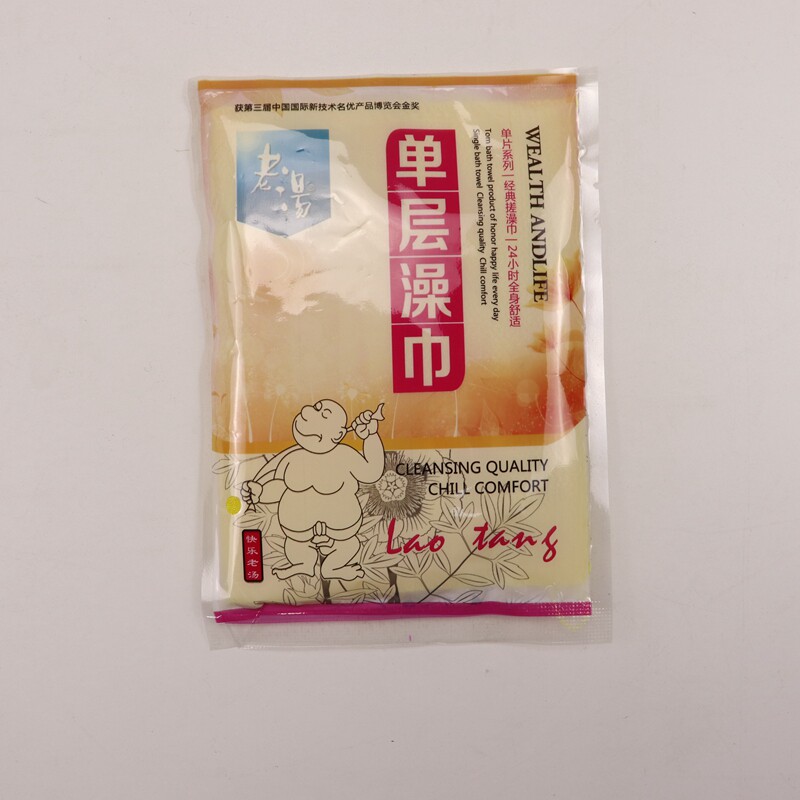 获第三届中国国际新技术名优产品博览会金奖
老汤
单层澡巾
WEALTH ANDLIFE
单片系列|经典搓澡巾|24小时全身舒适
Tom bath towel product of honor happy life every day
Single bath towel Cleansing quality Chill comfort
CLEANSING QUALITY
CHILL COMFORT
Lao tang
快乐老汤